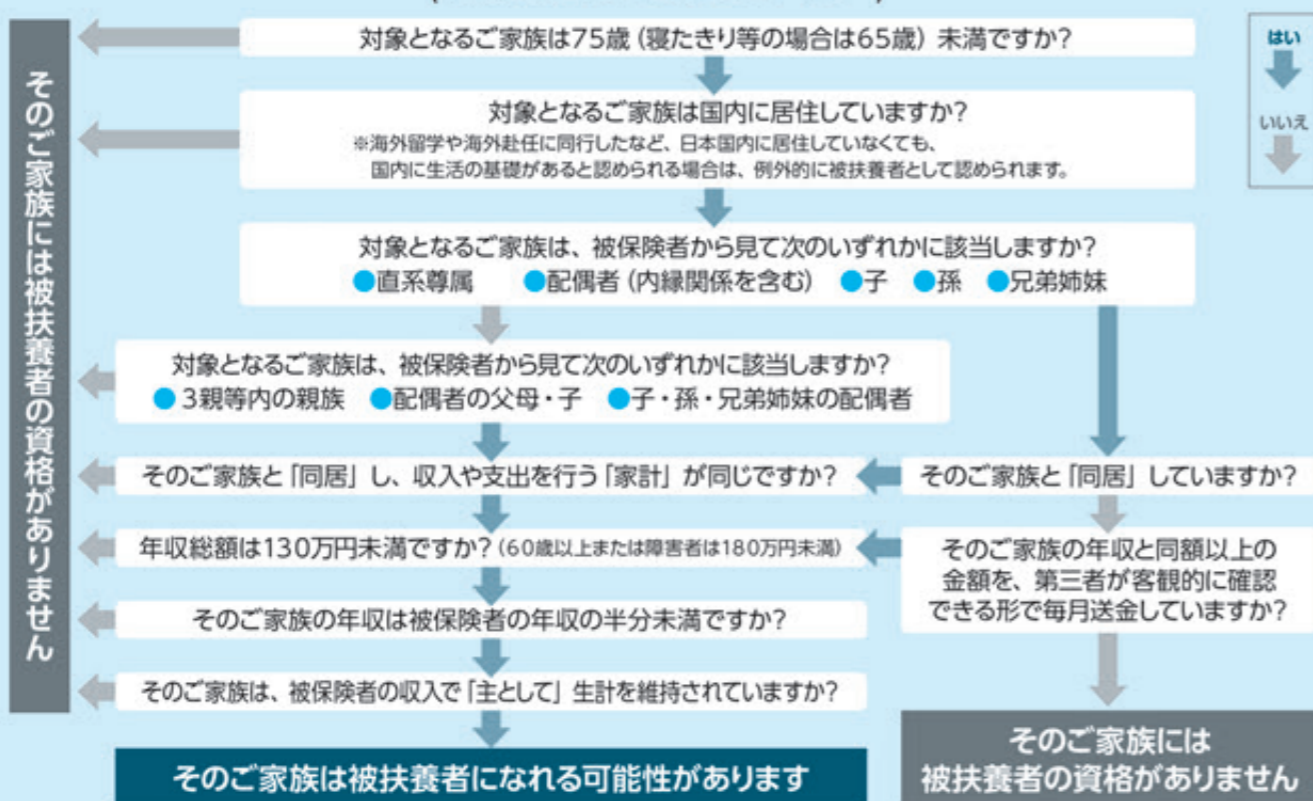 対象となるご家族は75歳（寝たきり等の場合は65歳）未満ですか？
はい
いいえ
対象となるご家族は国内に居住していますか？
※海外留学や海外赴任に同行したなど、日本国内に居住していなくても、
国内に生活の基礎があると認められる場合は、例外的に被扶養者として認められます。
対象となるご家族は、被保険者から見て次のいずれかに該当しますか？
●直系尊属 ●配偶者（内縁関係を含む） ●子 ●孫 ●兄弟姉妹
対象となるご家族は、被保険者から見て次のいずれかに該当しますか？
●3親等内の親族 ●配偶者の父母・子 ●子・孫・兄弟姉妹の配偶者
そのご家族と「同居」し、収入や支出を行う「家計」が同じですか？
そのご家族と「同居」していますか？
年収総額は130万円未満ですか？（60歳以上または障害者は180万円未満）
そのご家族の年収と同額以上の
金額を、第三者が客観的に確認
できる形で毎月送金していますか？
そのご家族の年収は被保険者の年収の半分未満ですか？
そのご家族は、被保険者の収入で「主として」生計を維持されていますか？
そのご家族には被扶養者の資格がありません
そのご家族は被扶養者になれる可能性があります
そのご家族には
被扶養者の資格がありません